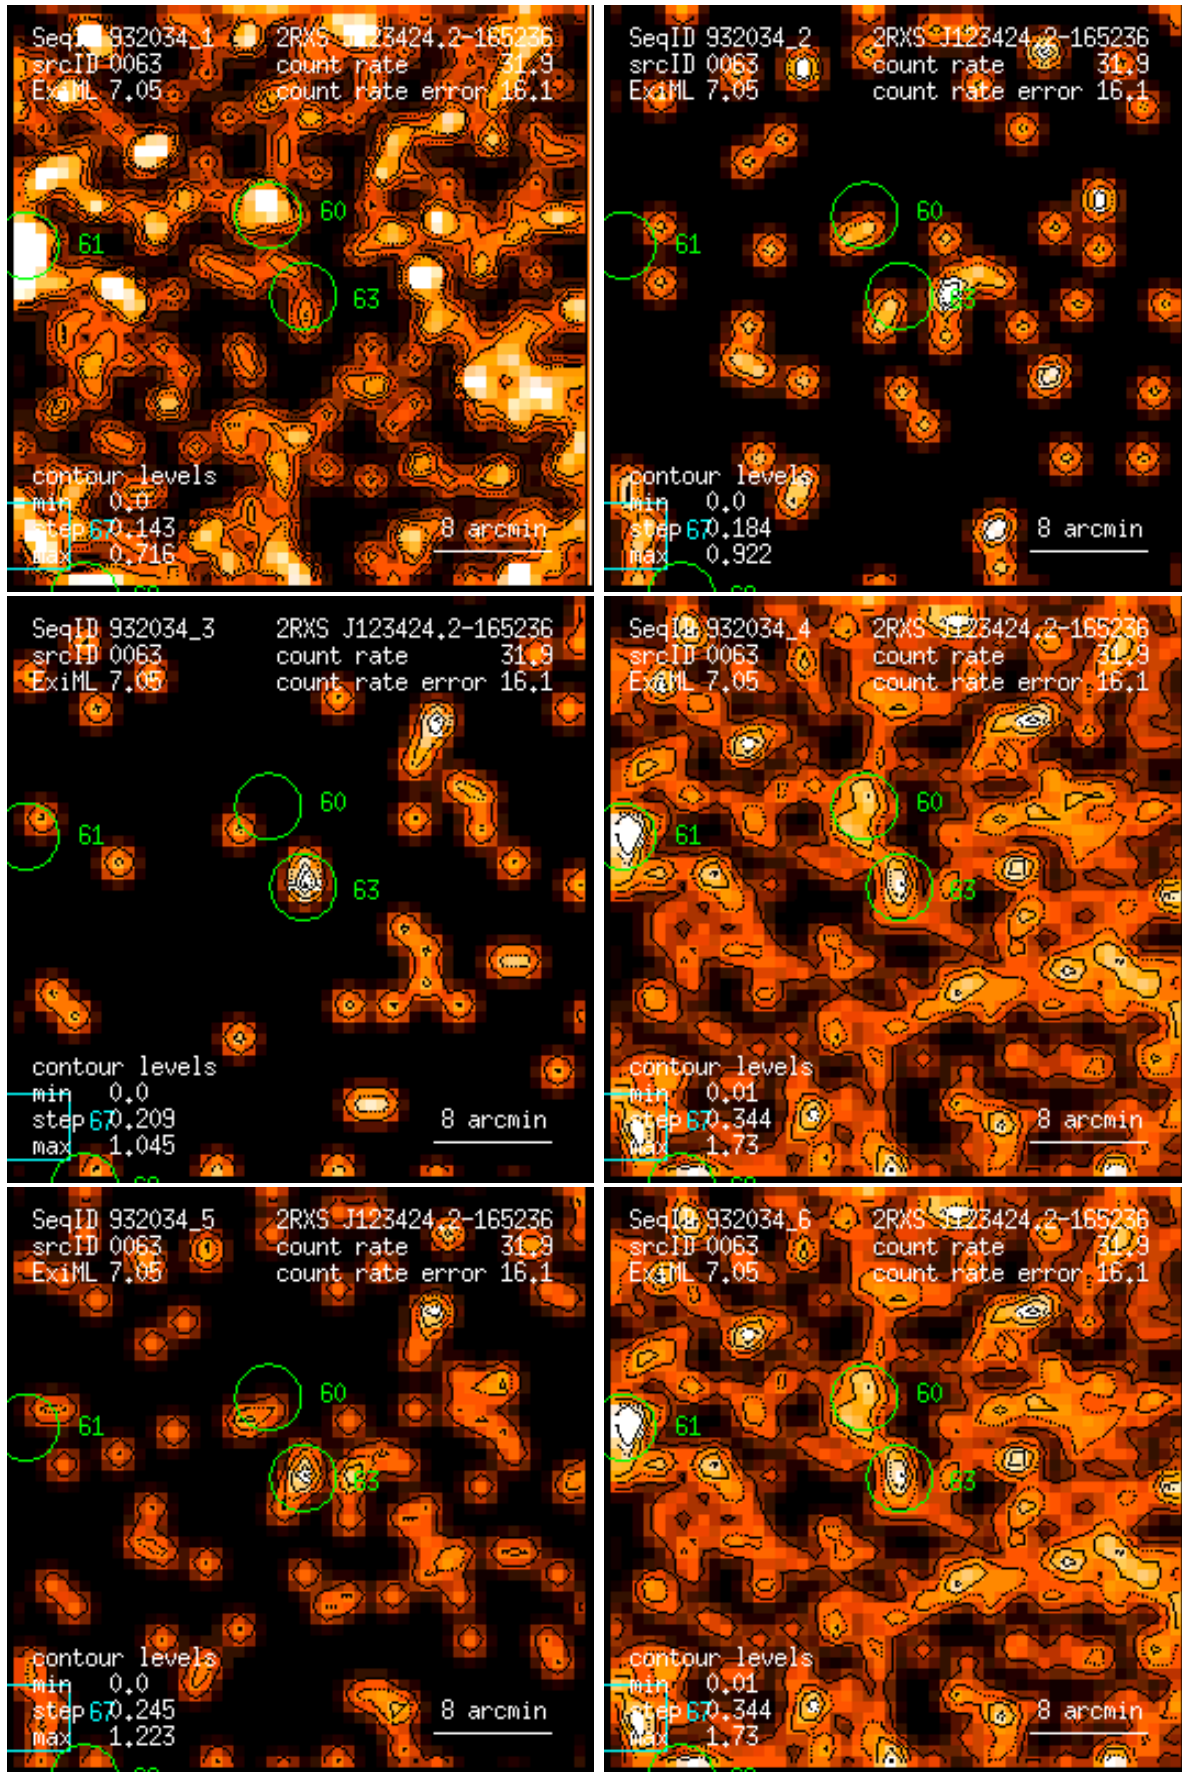 SeqID 932034_1 2RXS J123424.2-165236
srcID 0063 count rate 31.9
ExiML 7.05 count rate error 16.1
60
61
63
contour levels
min 0.0
step 0.143
67
max 0.716
8 arcmin
SeqID 932034_2 2RXS J123424.2-165236
srcID 0063 count rate 31.9
ExiML 7.05 count rate error 16.1
60
61
63
contour levels
min 0.0
step 0.184
67
max 0.922
8 arcmin
SeqID 932034_3 2RXS J123424.2-165236
srcID 0063 count rate 31.9
ExiML 7.05 count rate error 16.1
60
61
63
contour levels
min 0.0
step 0.209
67
max 1.045
8 arcmin
SeqID 932034_4 2RXS J123424.2-165236
srcID 0063 count rate 31.9
ExiML 7.05 count rate error 16.1
60
61
63
contour levels
min 0.01
step 0.344
67
max 1.73
8 arcmin
SeqID 932034_5 2RXS J123424.2-165236
srcID 0063 count rate 31.9
ExiML 7.05 count rate error 16.1
60
61
63
contour levels
min 0.0
step 0.245
67
max 1.223
8 arcmin
SeqID 932034_6 2RXS J123424.2-165236
srcID 0063 count rate 31.9
ExiML 7.05 count rate error 16.1
60
61
63
contour levels
min 0.01
step 0.344
67
max 1.73
8 arcmin